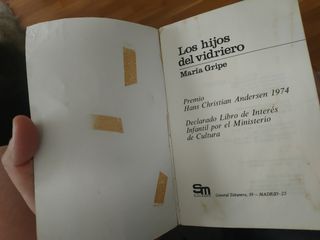 Los hijos
del vidriero
María Gripe
Premio
Hans Christian Andersen 1974
Declarado Libro de Interés
Infantil por el Ministerio
de Cultura
sm
General Tabanera, 39 — MADRID-25